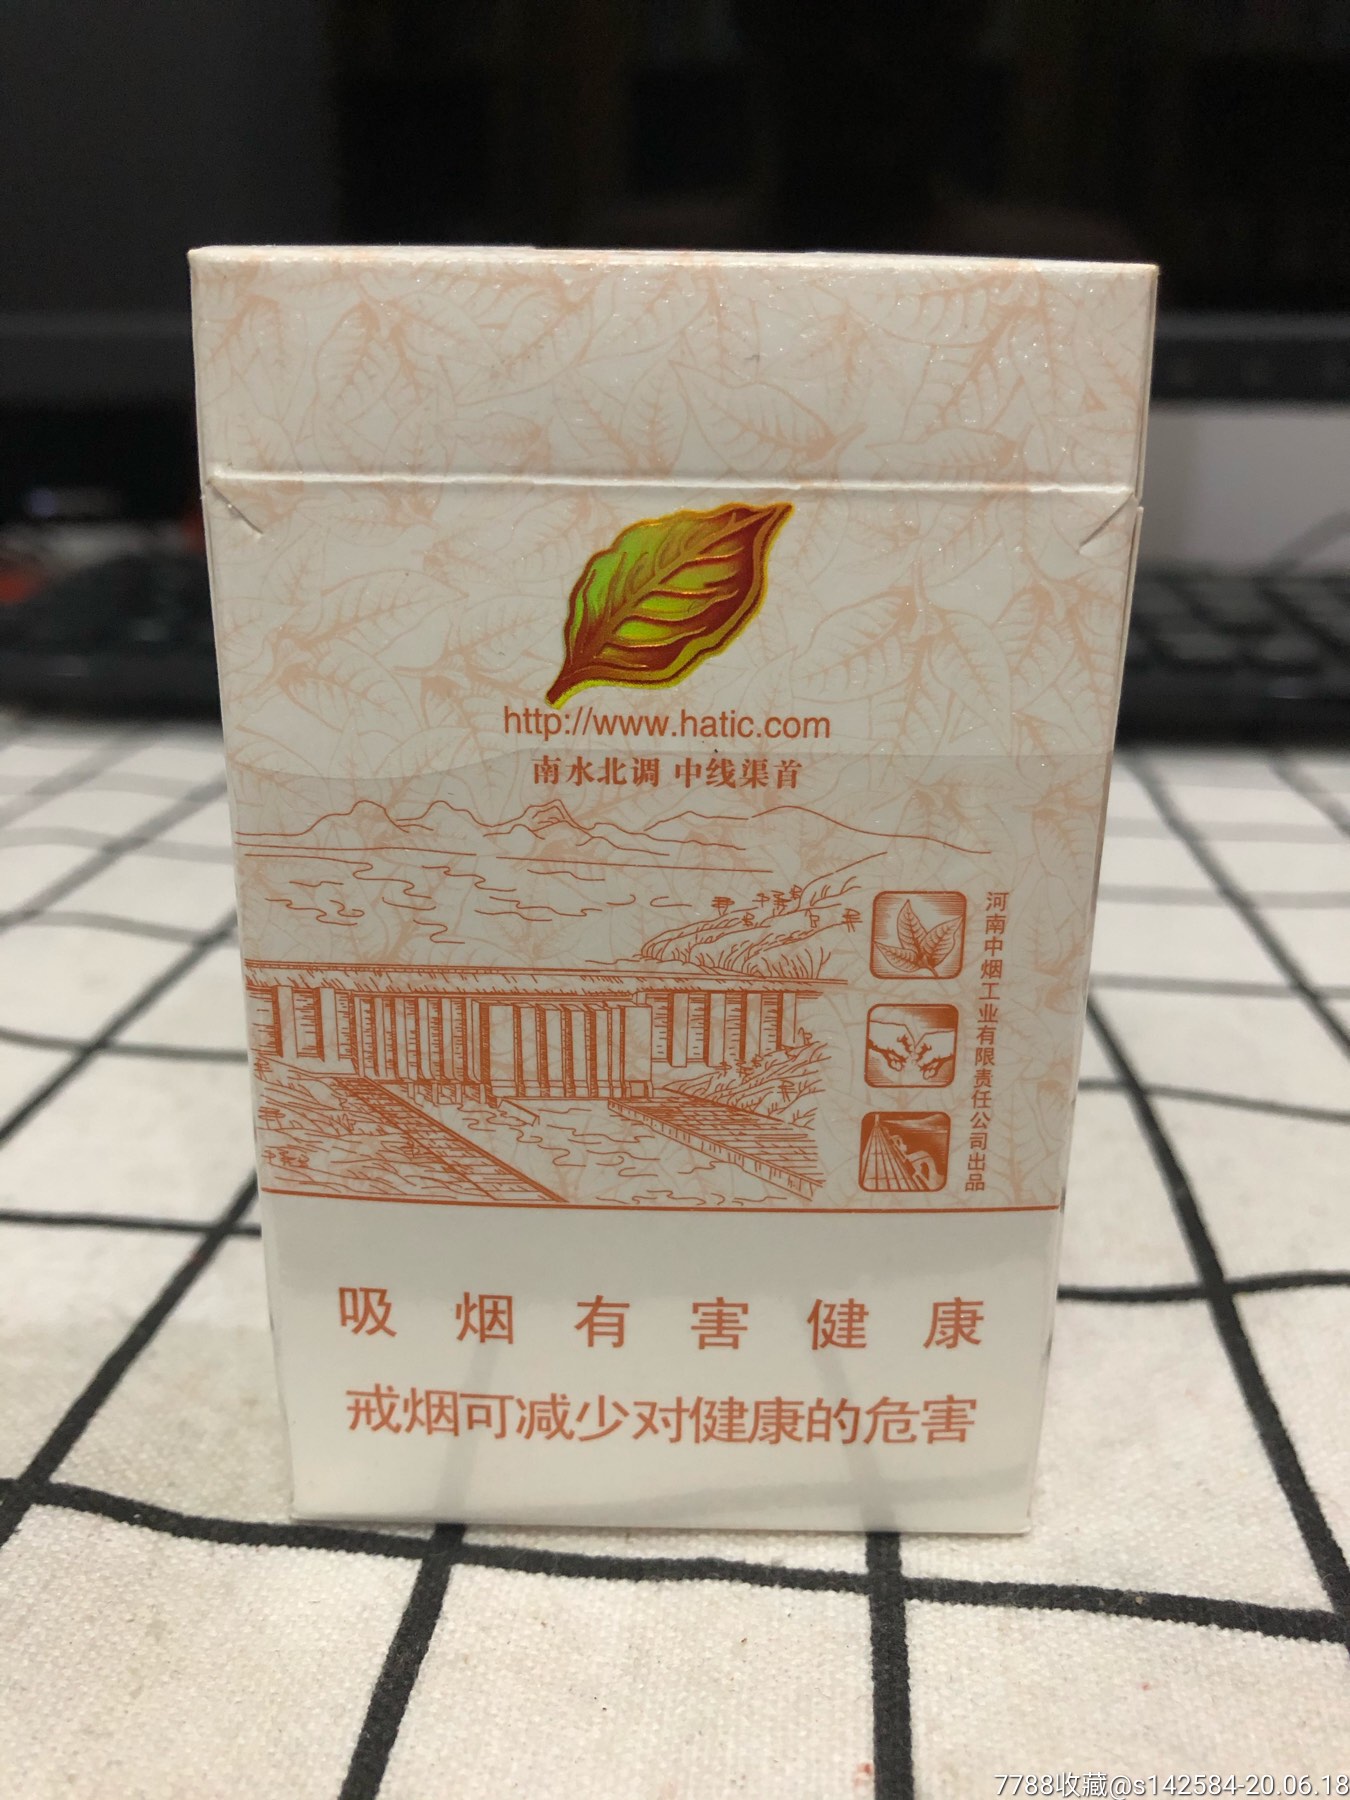 http://www.hatic.com
南水北调 中线渠首
河南中烟工业有限责任公司出品
吸烟有害健康
戒烟可减少对健康的危害
7788收藏@s142584-20.06.18